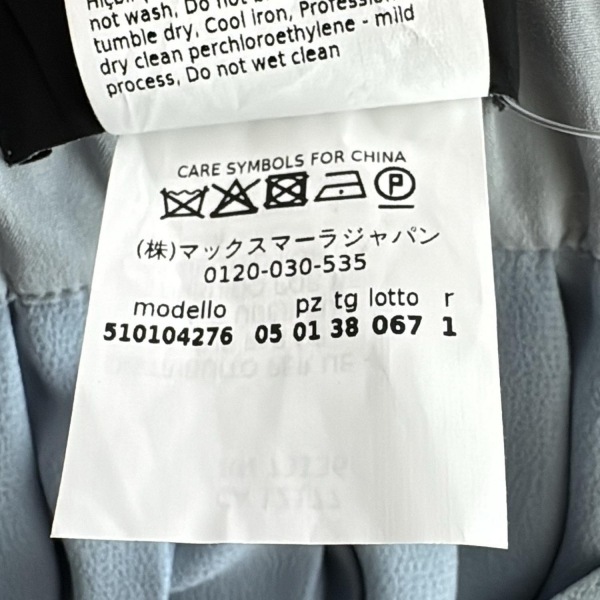 not wash, Do not
tumble dry, Cool iron,
dry clean perchloroethylene - mild
process, Do not wet clean
CARE SYMBOLS FOR CHINA
P
(株)マックスマーラジャパン
0120-030-535
modello pz tg lotto r
510104276 05 01 38 067 1